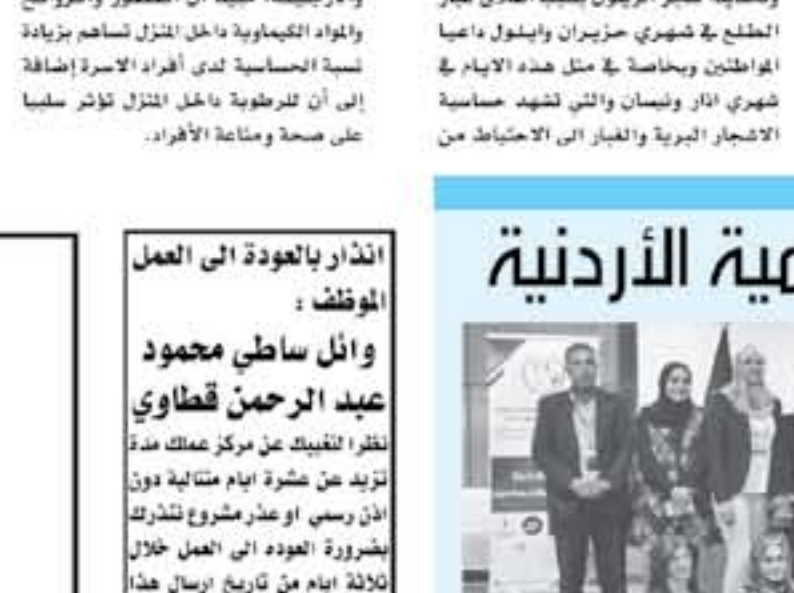 الطلع في شهري حزيران وايلول داعيا
المواطنين وبخاصة في مثل هذه الايام في
شهري اذار ونيسان والتي تشهد حساسية
الاشجار البرية والغبار الى الاحتياط من
والمواد الكيماوية داخل المنزل تساهم بزيادة
نسبة الحساسية لدى أفراد الاسرة إضافة
إلى أن للرطوبة داخل المنزل تؤثر سلبيا
على صحة ومناعة الأفراد.
الأردنية
انذار بالعودة الى العمل
الموظف :
وائل ساطي محمود
عبد الرحمن قطاوي
نظرا لتغيبك عن مركز عملك مدة
تزيد عن عشرة ايام متتالية دون
اذن رسمي او عذر مشروع ننذرك
بضرورة العوده الى العمل خلال
ثلاثة ايام من تاريخ ارسال هذا